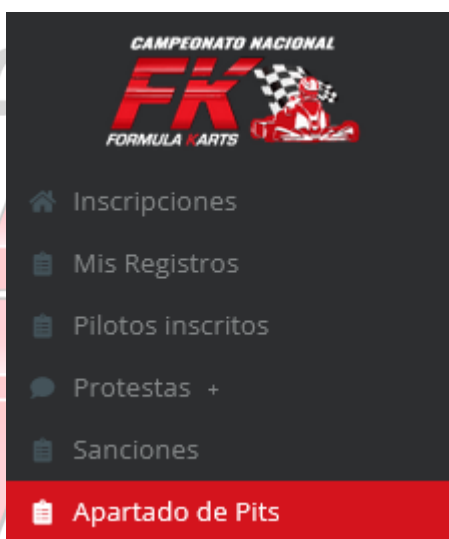 CAMPEONATO NACIONAL
FK
FORMULA KARTS
Inscripciones
Mis Registros
Pilotos inscritos
Protestas +
Sanciones
Apartado de Pits